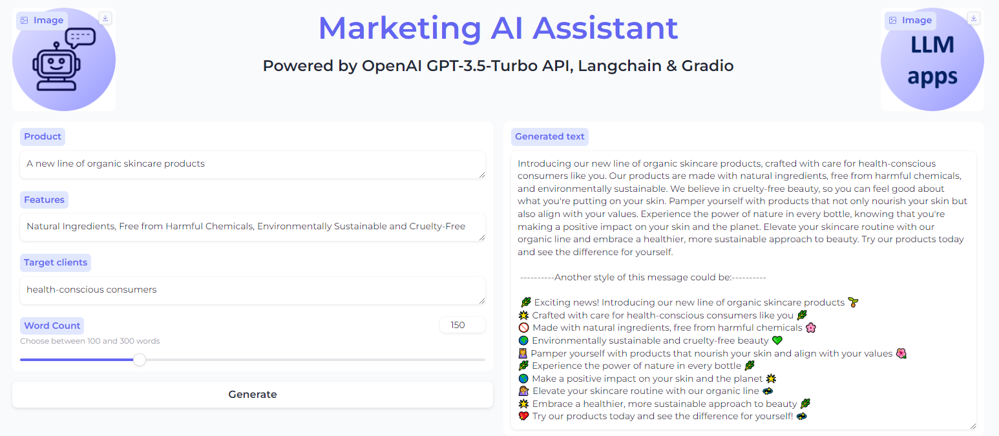 Image
Marketing AI Assistant
Powered by OpenAI GPT-3.5-Turbo API, Langchain & Gradio
Image
LLM
apps
Product
A new line of organic skincare products
Features
Natural Ingredients, Free from Harmful Chemicals, Environmentally Sustainable and Cruelty-Free
Target clients
health-conscious consumers
Word Count
150
Choose between 100 and 300 words
Generate
Generated text
Introducing our new line of organic skincare products, crafted with care for health-conscious
consumers like you. Our products are made with natural ingredients, free from harmful chemicals,
and environmentally sustainable. We believe in cruelty-free beauty, so you can feel good about
what you're putting on your skin. Pamper yourself with products that not only nourish your skin but
also align with your values. Experience the power of nature in every bottle, knowing that you're
making a positive impact on your skin and the planet. Elevate your skincare routine with our
organic line and embrace a healthier, more sustainable approach to beauty. Try our products today
and see the difference for yourself.
----------Another style of this message could be:----------
🌿 Exciting news! Introducing our new line of organic skincare products 🌱
🌟 Crafted with care for health-conscious consumers like you 🌿
🚫 Made with natural ingredients, free from harmful chemicals 🌸
🌍 Environmentally sustainable and cruelty-free beauty 💚
💆 Pamper yourself with products that nourish your skin and align with your values 🌺
🌿 Experience the power of nature in every bottle 🌿
🌍 Make a positive impact on your skin and the planet 🌟
💁 Elevate your skincare routine with our organic line 💫
🌟 Embrace a healthier, more sustainable approach to beauty 🌿
💖 Try our products today and see the difference for yourself! 💫